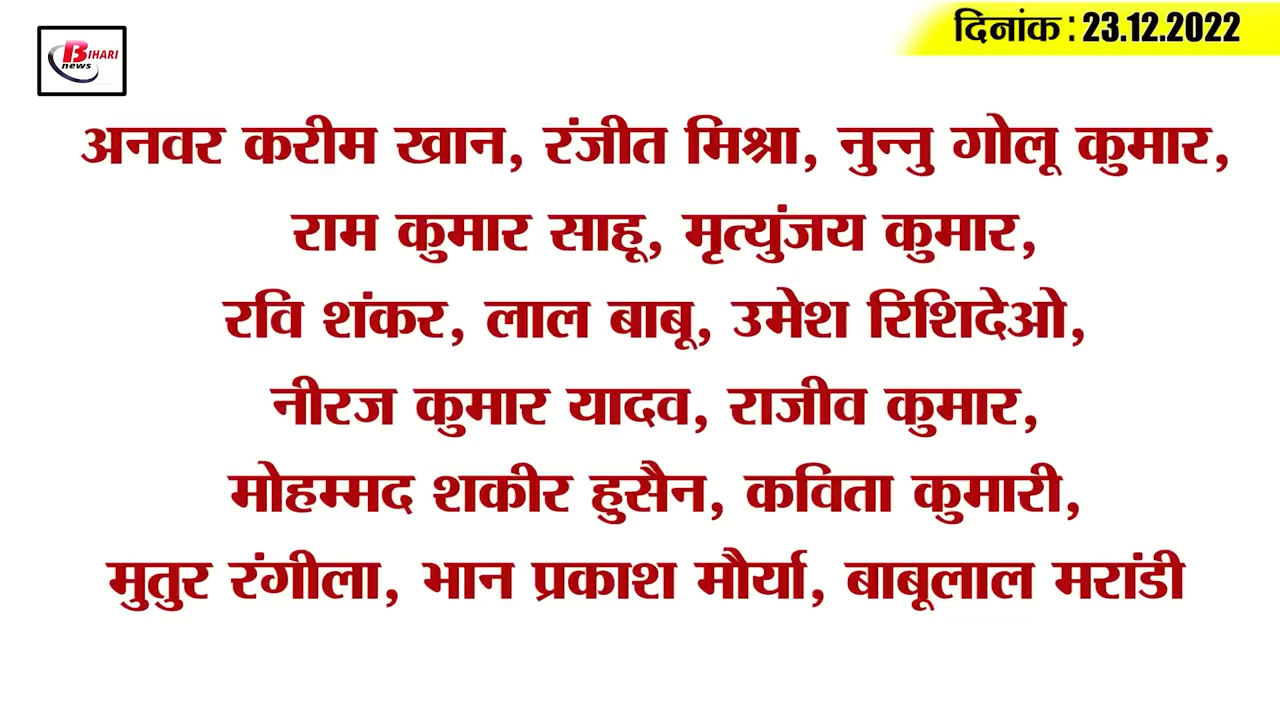 BIHARI
news
दिनांक : 23.12.2022
अनवर करीम खान, रंजीत मिश्रा, नुन्नु गोलू कुमार,
राम कुमार साहू, मृत्युंजय कुमार,
रवि शंकर, लाल बाबू, उमेश रिशिदेओ,
नीरज कुमार यादव, राजीव कुमार,
मोहम्मद शकीर हुसैन, कविता कुमारी,
मुतुर रंगीला, भान प्रकाश मौर्या, बाबूलाल मरांडी